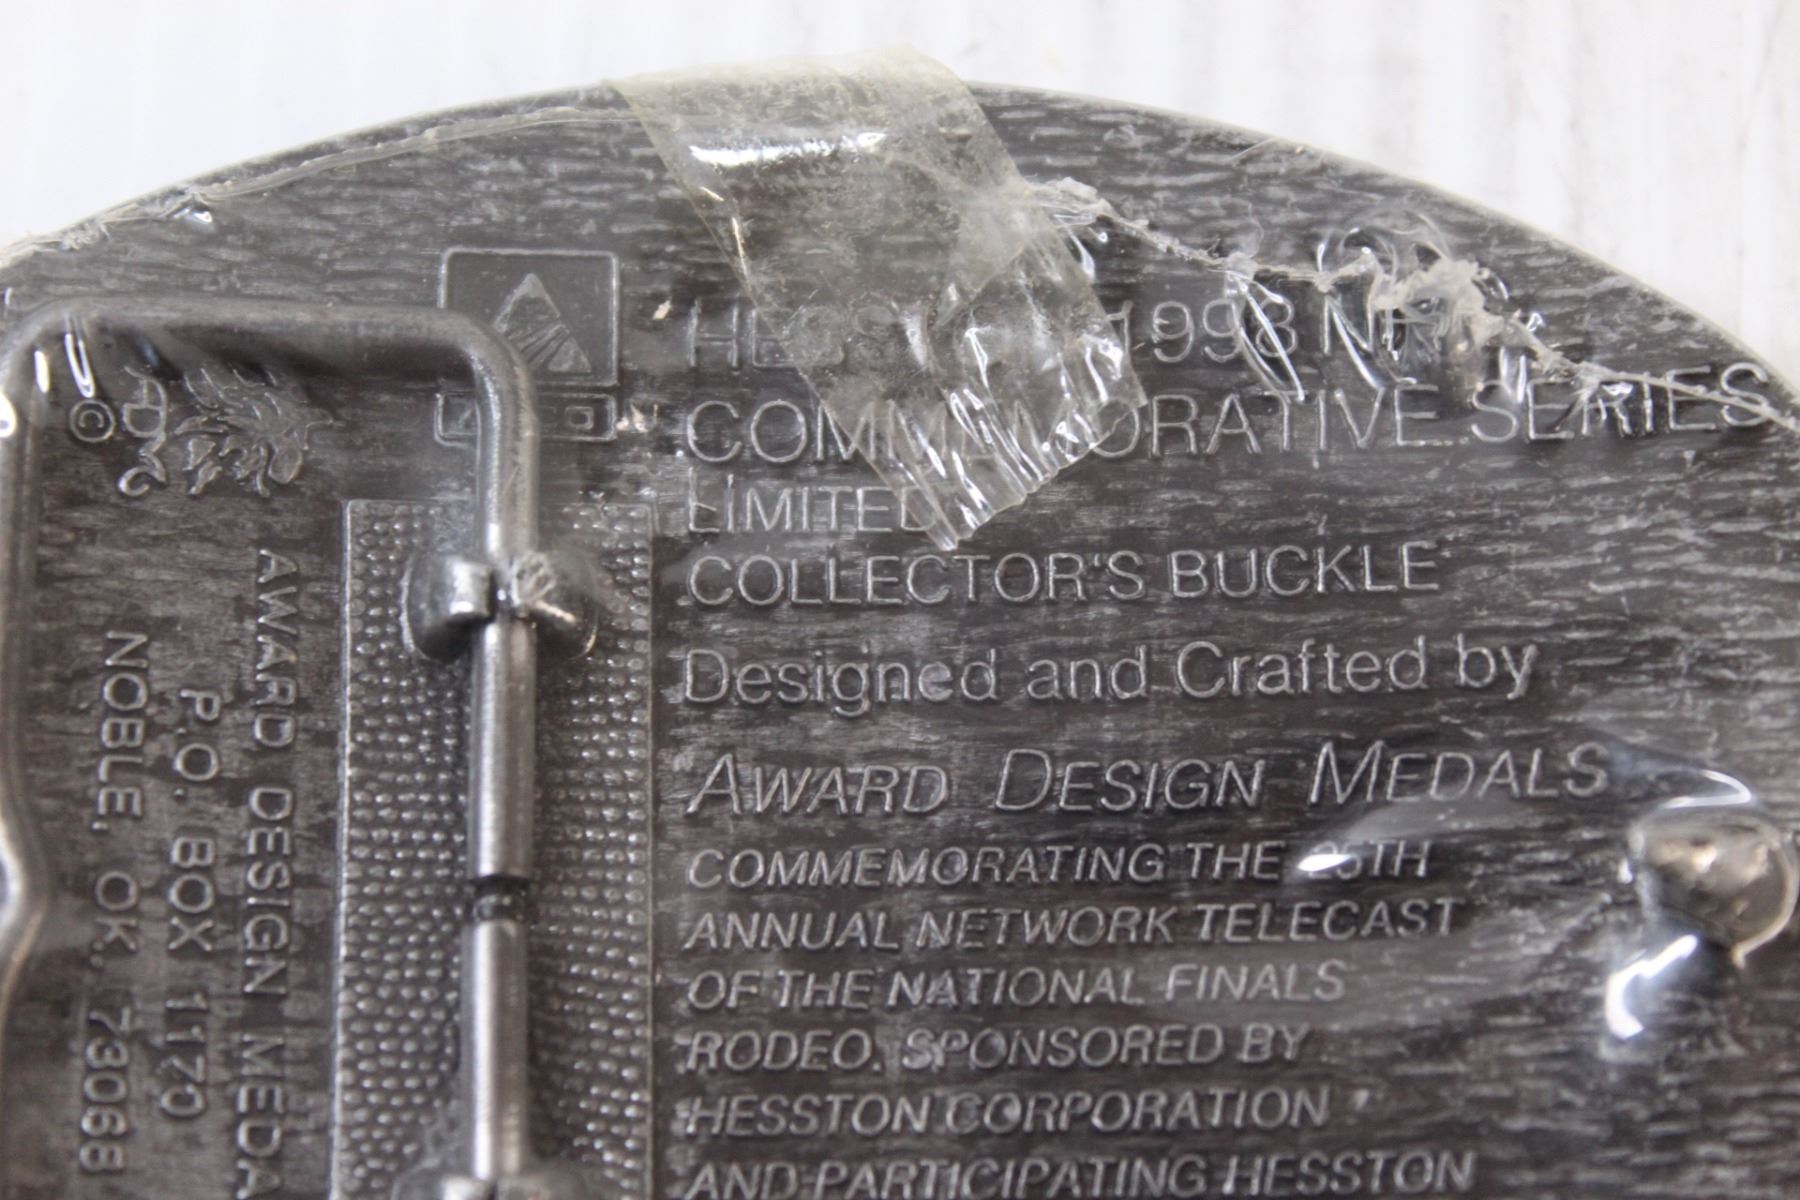 1998
COMMEMORATIVE SERIES
LIMITED
COLLECTOR'S BUCKLE
Designed and Crafted by
AWARD DESIGN MEDALS
COMMEMORATING THE 25TH
ANNUAL NETWORK TELECAST
OF THE NATIONAL FINALS
RODEO. SPONSORED BY
HESSTON CORPORATION
AND PARTICIPATING HESSTON
©
AWARD DESIGN MEDA
P.O. BOX 1170
NOBLE, OK. 73068